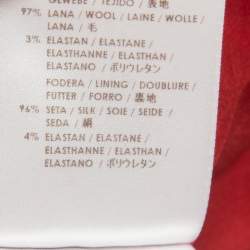 GEWEBE / TEJIDO / 表地
97% LANA / WOOL / LAINE / WOLLE /
LANA / 毛
3% ELASTAN / ELASTANE /
ELASTHANNE / ELASTHAN /
ELASTANO / ポリウレタン
FODERA / LINING / DOUBLURE /
FUTTER / FORRO / 裏地
96% SETA / SILK / SOIE / SEIDE /
SEDA / 絹
4% ELASTAN / ELASTANE /
ELASTHANNE / ELASTHAN /
ELASTANO / ポリウレタン